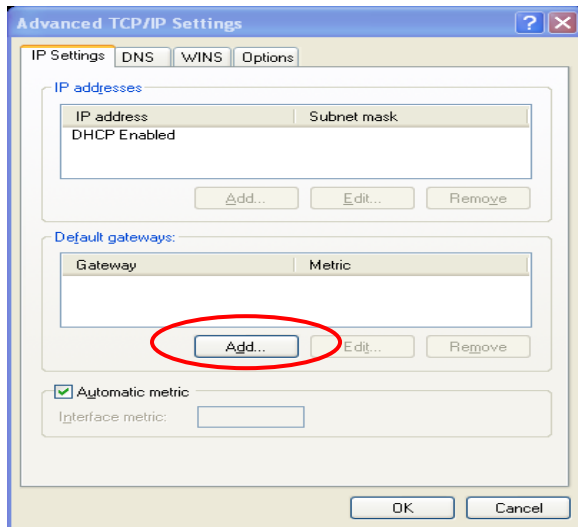 Advanced TCP/IP Settings
IP Settings DNS WINS Options
IP addresses
IP address Subnet mask
DHCP Enabled
Add... Edit... Remove
Default gateways:
Gateway Metric
Add... Edit... Remove
Automatic metric
Interface metric:
OK Cancel